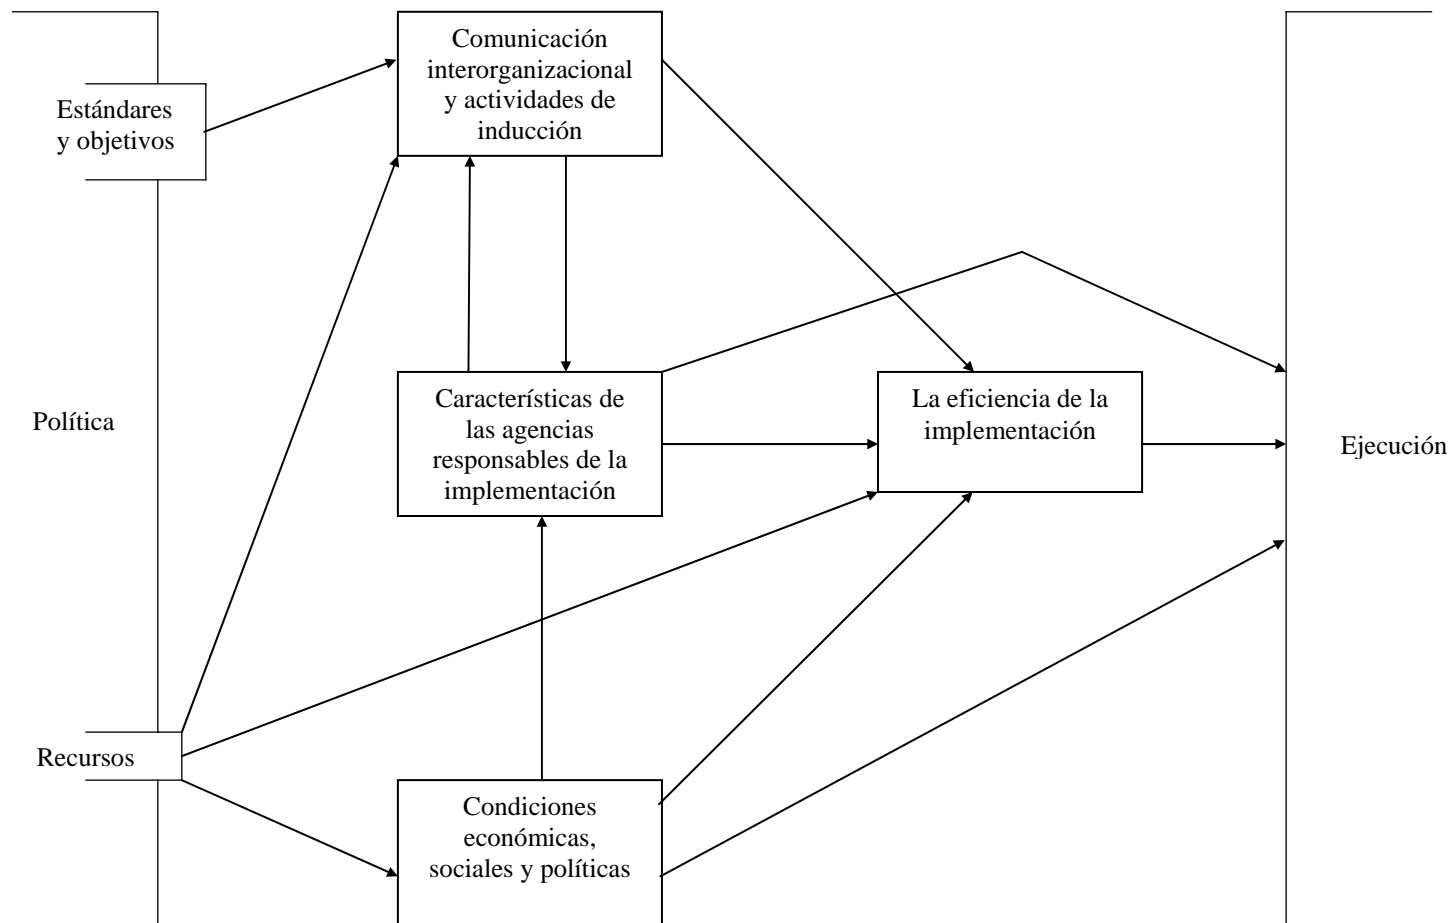 Comunicación
interorganizacional
y actividades de
inducción
Estándares
y objetivos
Política
Características de
las agencias
responsables de la
implementación
La eficiencia de la
implementación
Ejecución
Recursos
Condiciones
económicas,
sociales y políticas